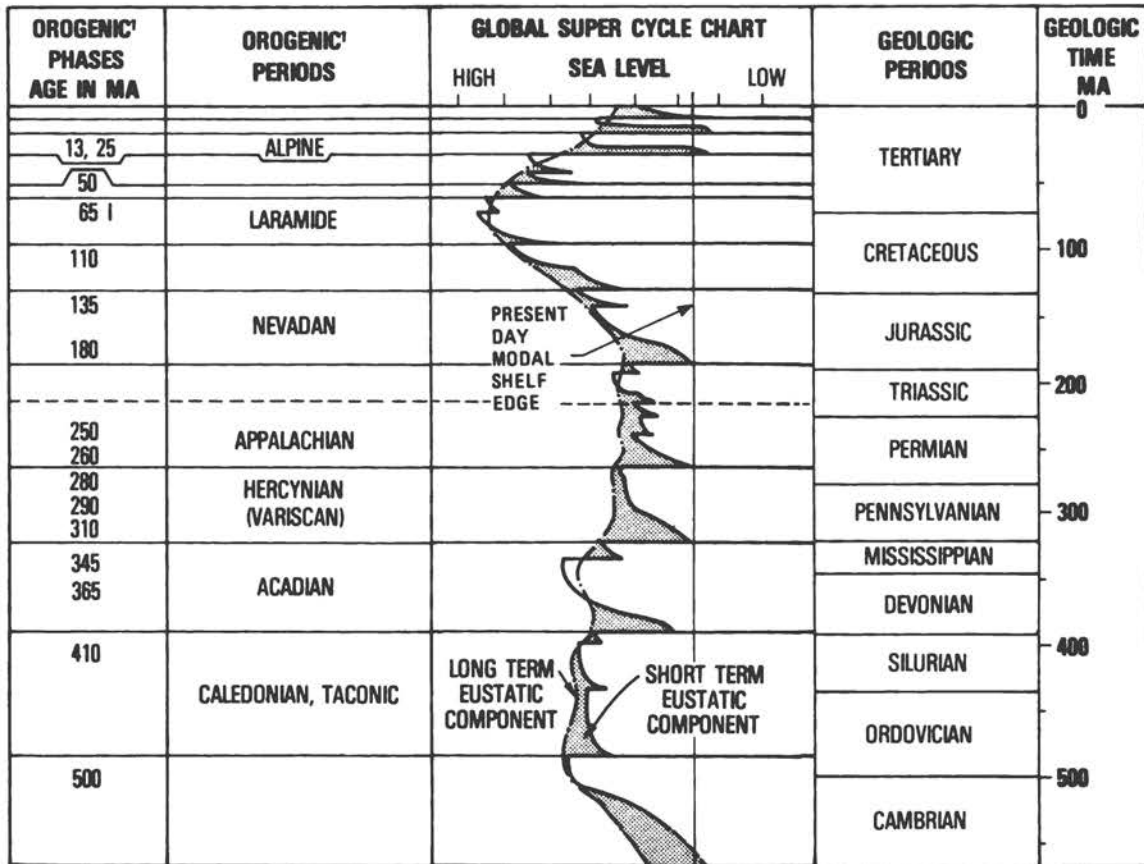 OROGENIC¹
PHASES
AGE IN MA
OROGENIC¹
PERIODS
GLOBAL SUPER CYCLE CHART
SEA LEVEL
HIGH
LOW
GEOLOGIC
PERIOOS
GEOLOGIC
TIME
MA
13, 25
50
65 I
110
135
180
250
260
280
290
310
345
365
410
500
ALPINE
LARAMIDE
NEVADAN
APPALACHIAN
HERCYNIAN
(VARISCAN)
ACADIAN
CALEDONIAN, TACONIC
PRESENT
DAY
MODAL
SHELF
EDGE
LONG TERM
EUSTATIC
COMPONENT
SHORT TERM
EUSTATIC
COMPONENT
TERTIARY
CRETACEOUS
JURASSIC
TRIASSIC
PERMIAN
PENNSYLVANIAN
MISSISSIPPIAN
DEVONIAN
SILURIAN
ORDOVICIAN
CAMBRIAN
0
100
200
300
400
500